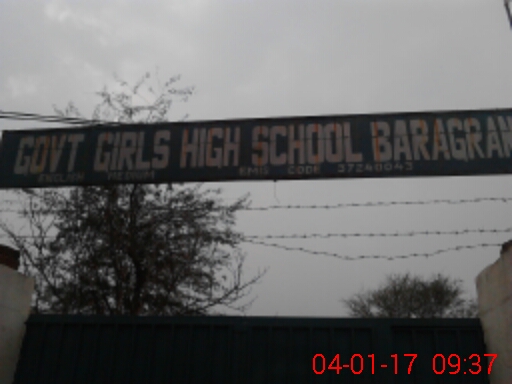 GOVT GIRLS HIGH SCHOOL BARAGRAN
ENGLISH MEDIUM EMIS CODE 37240043
04-01-17 09:37